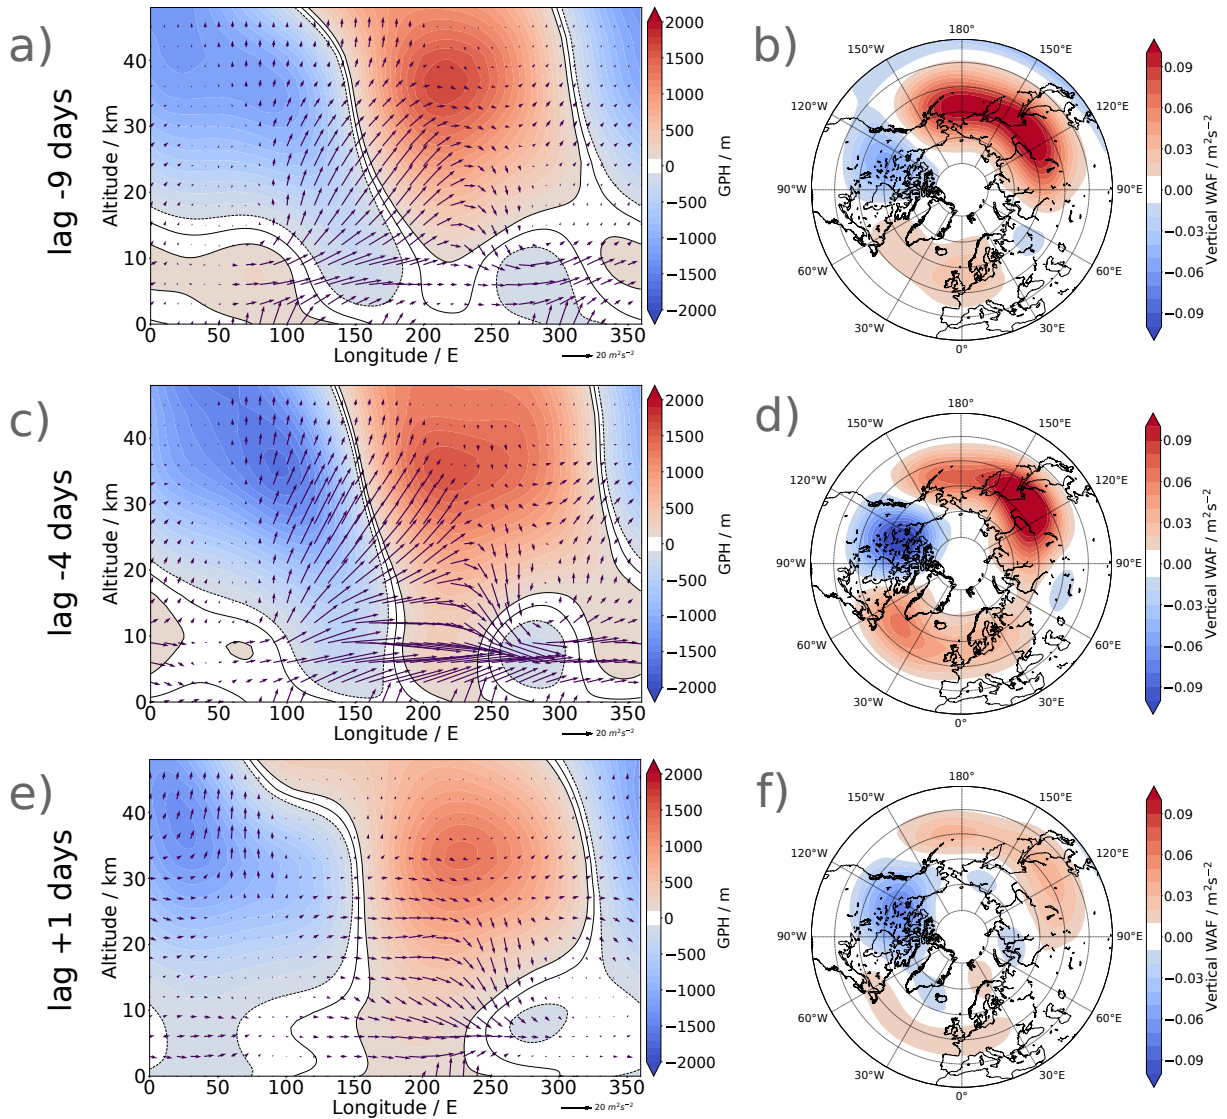 a)
lag -9 days
Altitude / km
40
30
20
10
0
0 50 100 150 200 250 300 350
Longitude / E
20 m²s⁻²
2000
1500
1000
500
0
−500
−1000
−1500
−2000
GPH / m
b)
180°
150°W 150°E
120°W 120°E
90°W 90°E
60°W 60°E
30°W 30°E
0°
0.09
0.06
0.03
0.00
−0.03
−0.06
−0.09
Vertical WAF / m²s⁻²
c)
lag -4 days
Altitude / km
40
30
20
10
0
0 50 100 150 200 250 300 350
Longitude / E
20 m²s⁻²
2000
1500
1000
500
0
−500
−1000
−1500
−2000
GPH / m
d)
180°
150°W 150°E
120°W 120°E
90°W 90°E
60°W 60°E
30°W 30°E
0°
0.09
0.06
0.03
0.00
−0.03
−0.06
−0.09
Vertical WAF / m²s⁻²
e)
lag +1 days
Altitude / km
40
30
20
10
0
0 50 100 150 200 250 300 350
Longitude / E
20 m²s⁻²
2000
1500
1000
500
0
−500
−1000
−1500
−2000
GPH / m
f)
180°
150°W 150°E
120°W 120°E
90°W 90°E
60°W 60°E
30°W 30°E
0°
0.09
0.06
0.03
0.00
−0.03
−0.06
−0.09
Vertical WAF / m²s⁻²